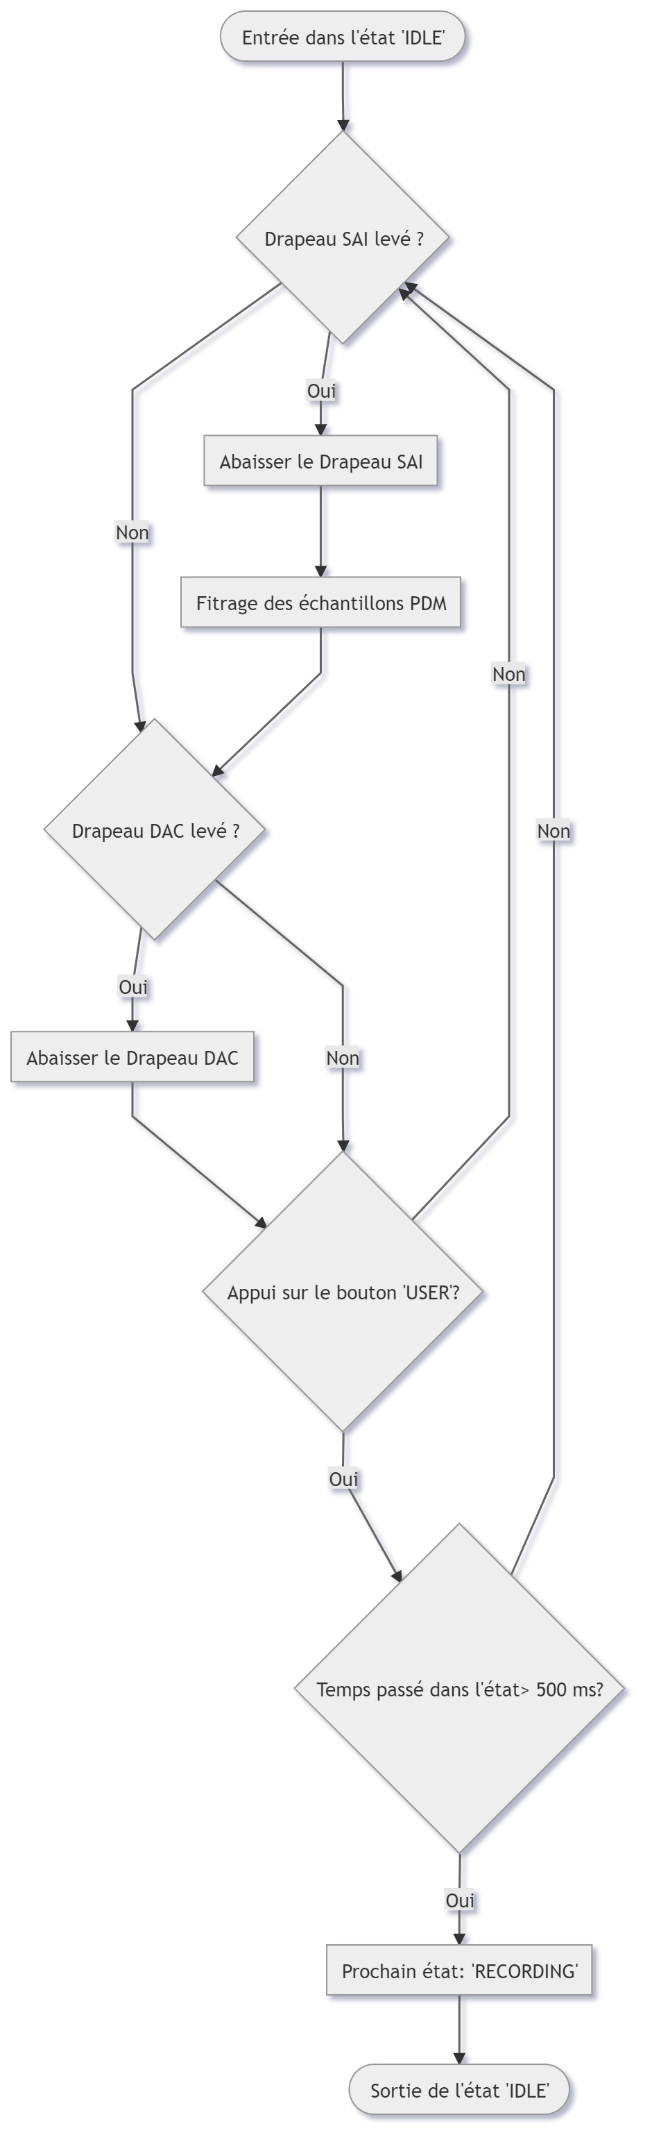 Entrée dans l'état 'IDLE'
Drapeau SAI levé ?
Oui
Abaisser le Drapeau SAI
Non
Fitrage des échantillons PDM
Non
Drapeau DAC levé ?
Non
Oui
Abaisser le Drapeau DAC
Non
Appui sur le bouton 'USER'?
Oui
Temps passé dans l'état> 500 ms?
Oui
Prochain état: 'RECORDING'
Sortie de l'état 'IDLE'